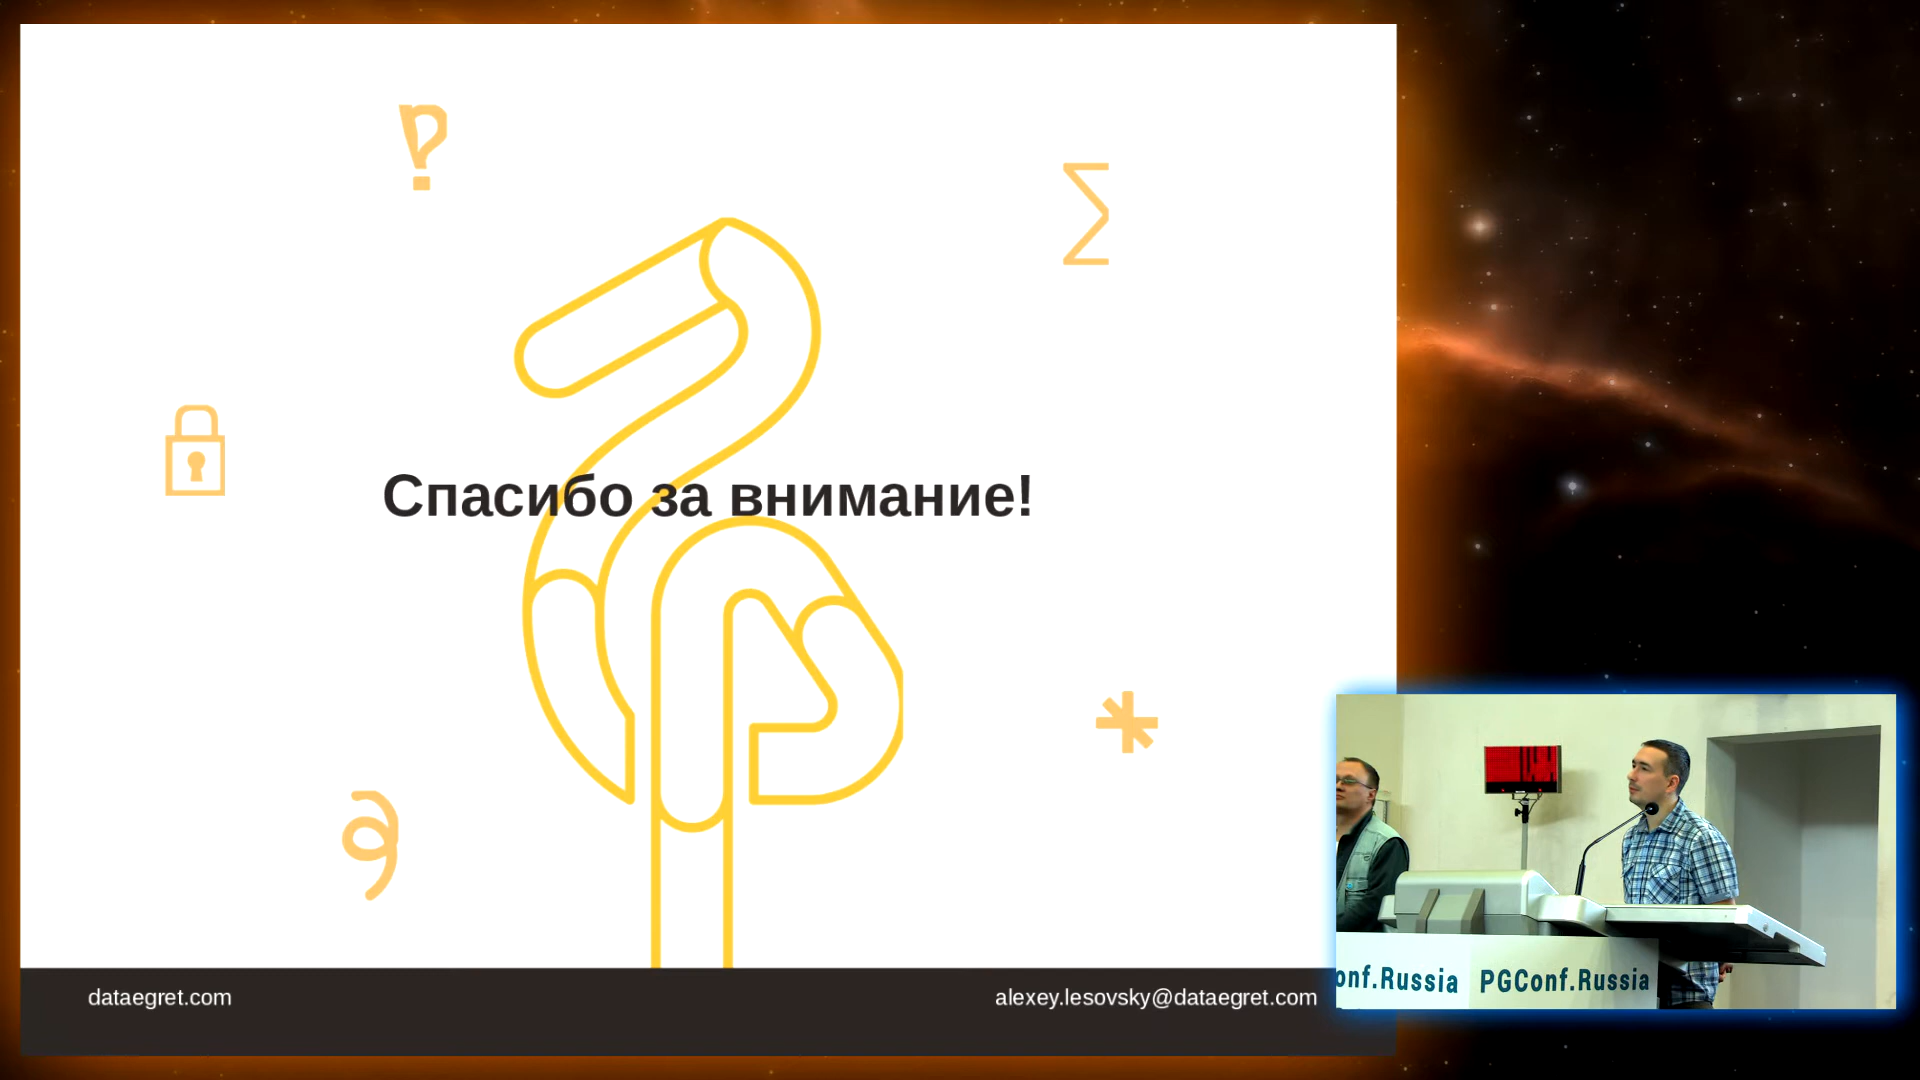 Спасибо за внимание!
dataegret.com
alexey.lesovsky@dataegret.com
onf.Russia
PGConf.Russia